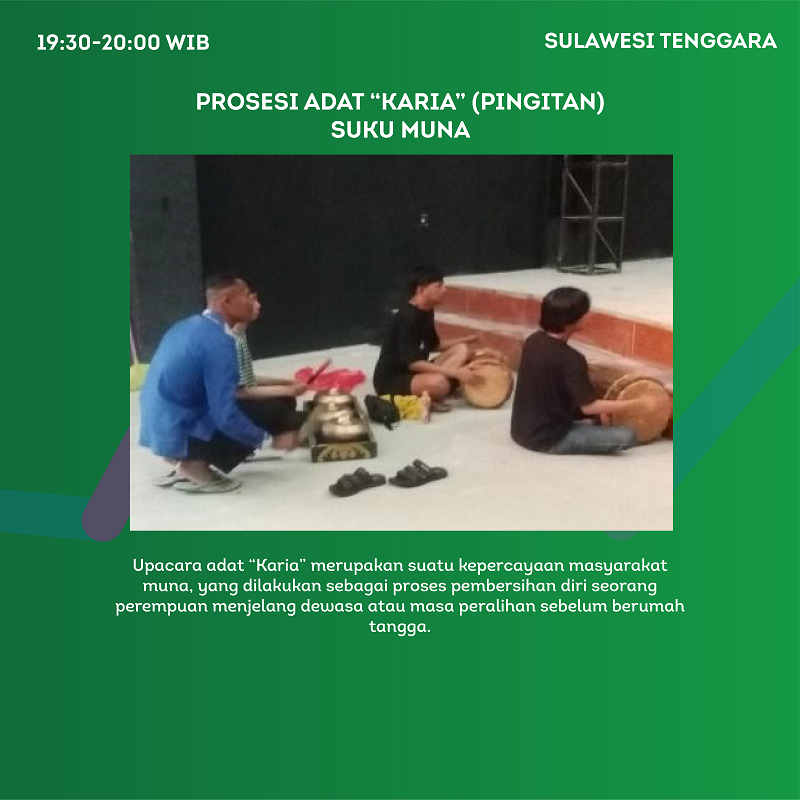 19:30-20:00 WIB
SULAWESI TENGGARA
PROSESI ADAT “KARIA” (PINGITAN)
SUKU MUNA
Upacara adat “Karia” merupakan suatu kepercayaan masyarakat
muna, yang dilakukan sebagai proses pembersihan diri seorang
perempuan menjelang dewasa atau masa peralihan sebelum berumah
tangga.